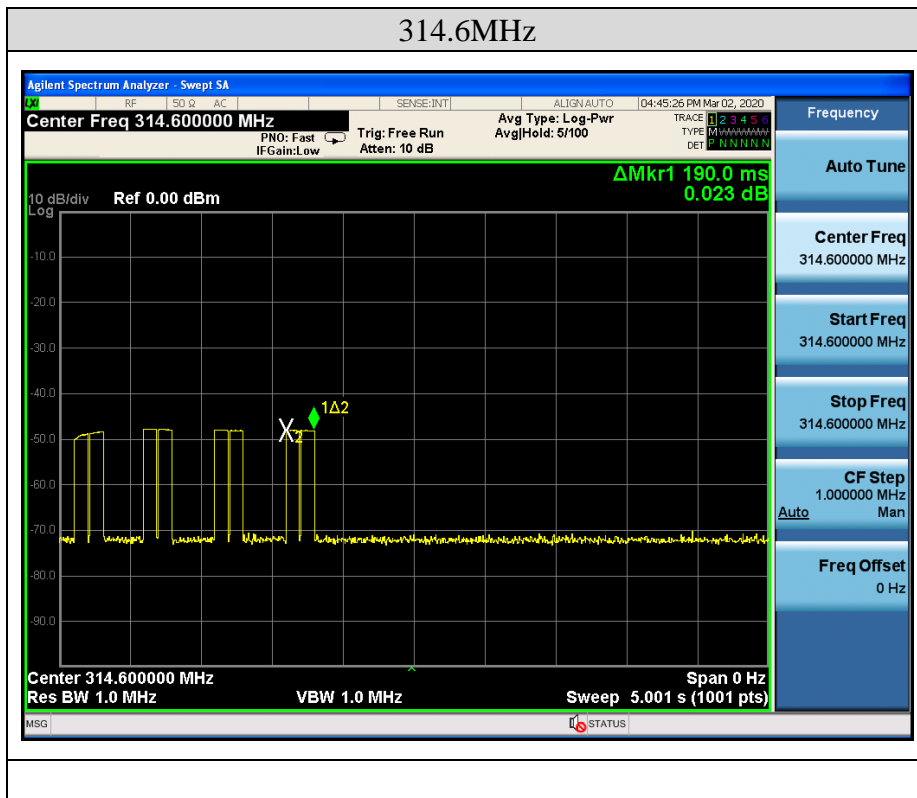 314.6MHz
Agilent Spectrum Analyzer - Swept SA
LXI RF 50 Ω AC SENSE:INT ALIGN AUTO 04:45:26 PM Mar 02, 2020
Center Freq 314.600000 MHz Avg Type: Log-Pwr TRACE 1 2 3 4 5 6
PNO: Fast Trig: Free Run Avg|Hold: 5/100 TYPE M WWWWW
IFGain:Low Atten: 10 dB DET P N N N N N
Frequency
ΔMkr1 190.0 ms
0.023 dB
10 dB/div Ref 0.00 dBm
Log
-10.0
-20.0
-30.0
-40.0
-50.0
-60.0
-70.0
-80.0
-90.0
1Δ2
X2
Center 314.600000 MHz Span 0 Hz
Res BW 1.0 MHz VBW 1.0 MHz Sweep 5.001 s (1001 pts)
Auto Tune
Center Freq
314.600000 MHz
Start Freq
314.600000 MHz
Stop Freq
314.600000 MHz
CF Step
1.000000 MHz
Auto Man
Freq Offset
0 Hz
MSG STATUS